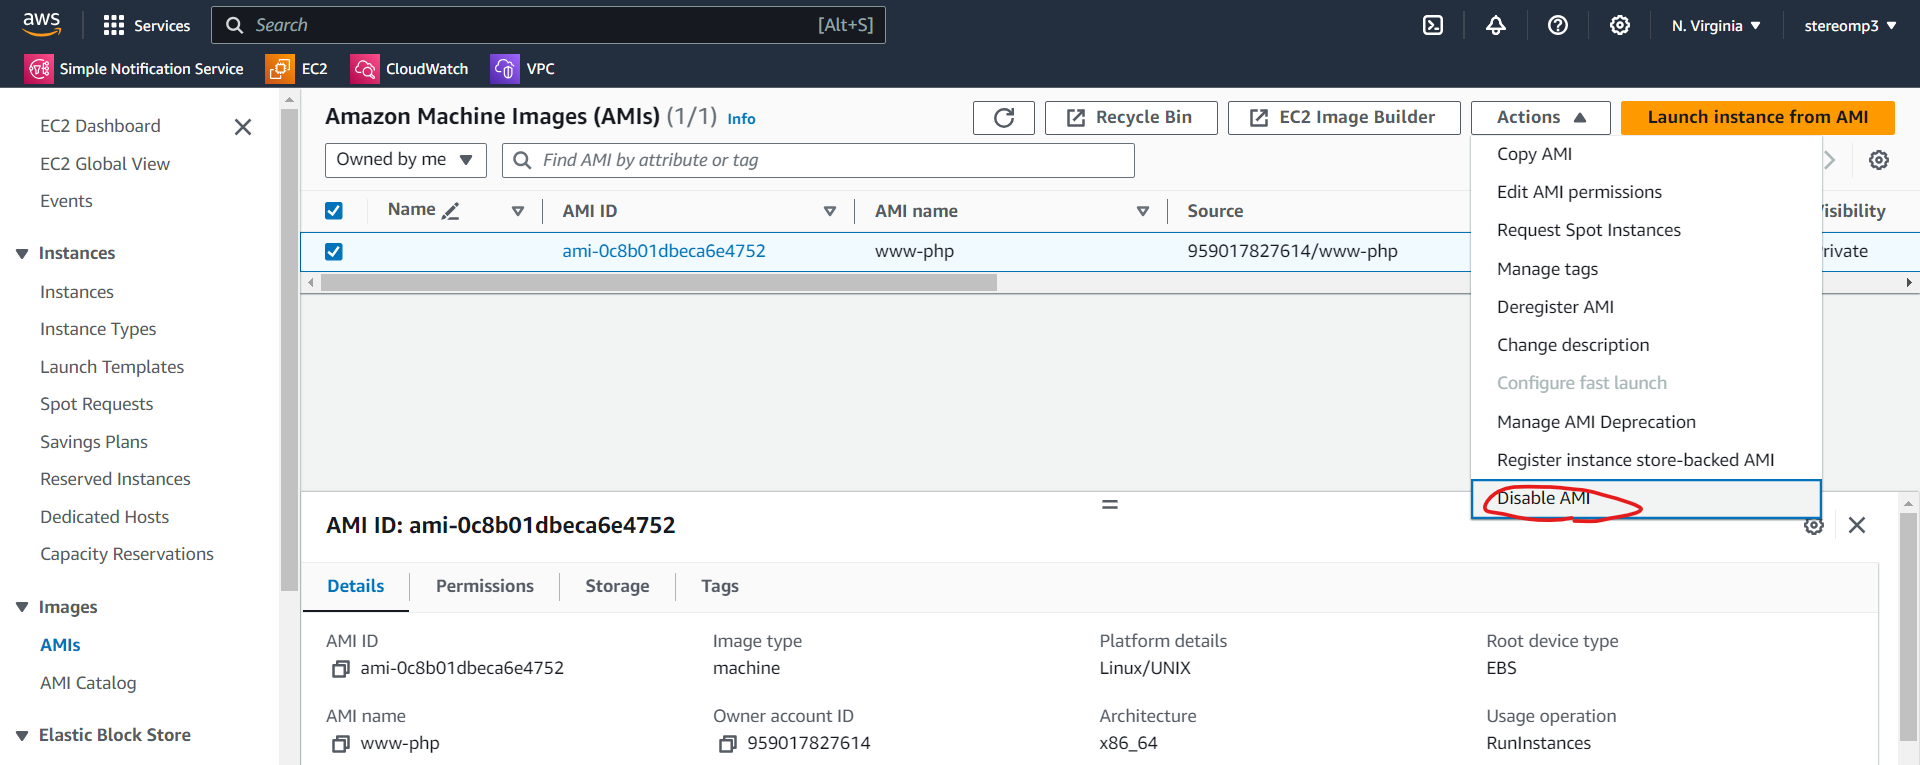 aws
Services
Search [Alt+S]
N. Virginia
stereomp3
Simple Notification Service
EC2
CloudWatch
VPC
EC2 Dashboard
EC2 Global View
Events
Instances
Instances
Instance Types
Launch Templates
Spot Requests
Savings Plans
Reserved Instances
Dedicated Hosts
Capacity Reservations
Images
AMIs
AMI Catalog
Elastic Block Store
Amazon Machine Images (AMIs) (1/1) Info
Recycle Bin
EC2 Image Builder
Actions
Launch instance from AMI
Owned by me
Find AMI by attribute or tag
Name
AMI ID
AMI name
Source
isibility
ami-0c8b01dbeca6e4752
www-php
959017827614/www-php
rivate
Copy AMI
Edit AMI permissions
Request Spot Instances
Manage tags
Deregister AMI
Change description
Configure fast launch
Manage AMI Deprecation
Register instance store-backed AMI
Disable AMI
AMI ID: ami-0c8b01dbeca6e4752
Details
Permissions
Storage
Tags
AMI ID
ami-0c8b01dbeca6e4752
Image type
machine
Platform details
Linux/UNIX
Root device type
EBS
AMI name
www-php
Owner account ID
959017827614
Architecture
x86_64
Usage operation
RunInstances